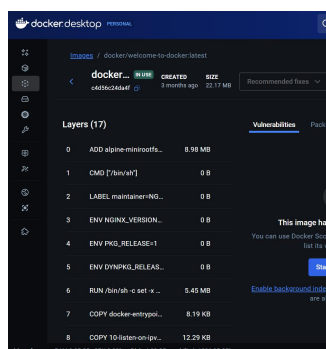 docker desktop PERSONAL
Images / docker/welcome-to-docker:latest
docker... IN USE
c4d56c24da4f
CREATED
3 months ago
SIZE
22.17 MB
Recommended fixes
Layers (17)
0 ADD alpine-minirootfs... 8.98 MB
1 CMD ["/bin/sh"] 0 B
2 LABEL maintainer=NG... 0 B
3 ENV NGINX_VERSION... 0 B
4 ENV PKG_RELEASE=1 0 B
5 ENV DYNPKG_RELEAS... 0 B
6 RUN /bin/sh -c set -x ... 5.45 MB
7 COPY docker-entrypoi... 8.19 KB
8 COPY 10-listen-on-ipv... 12.29 KB
Vulnerabilities Pack
This image ha
You can use Docker Sco
list its
Sta
Enable background inde
are a